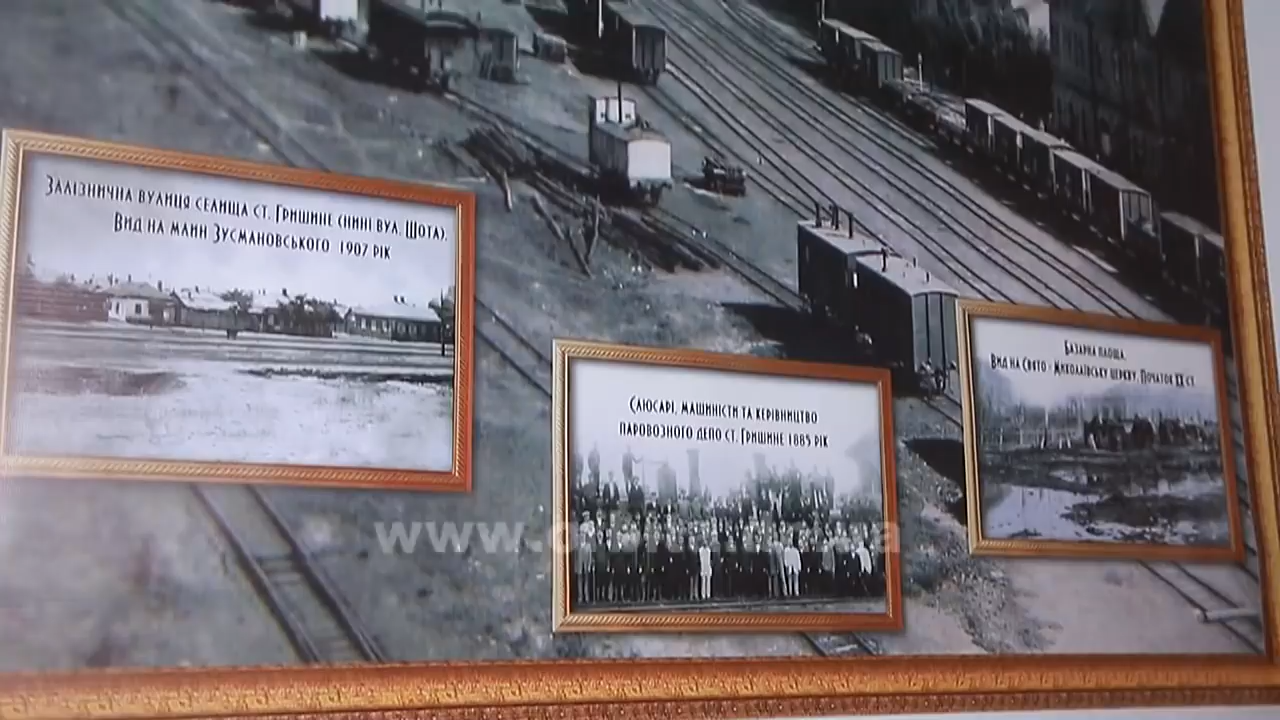 Залізнична вулиця селища ст. Гришине (нині вул. Шота).
Вид на маин Зусмановського 1907 рік
Слюсарі, машиністи та керівництво
паровозного депо ст. Гришине 1885 рік
Базарна площа.
Вид на Свято - Миколаївську церкву. Початок XX ст.
www.